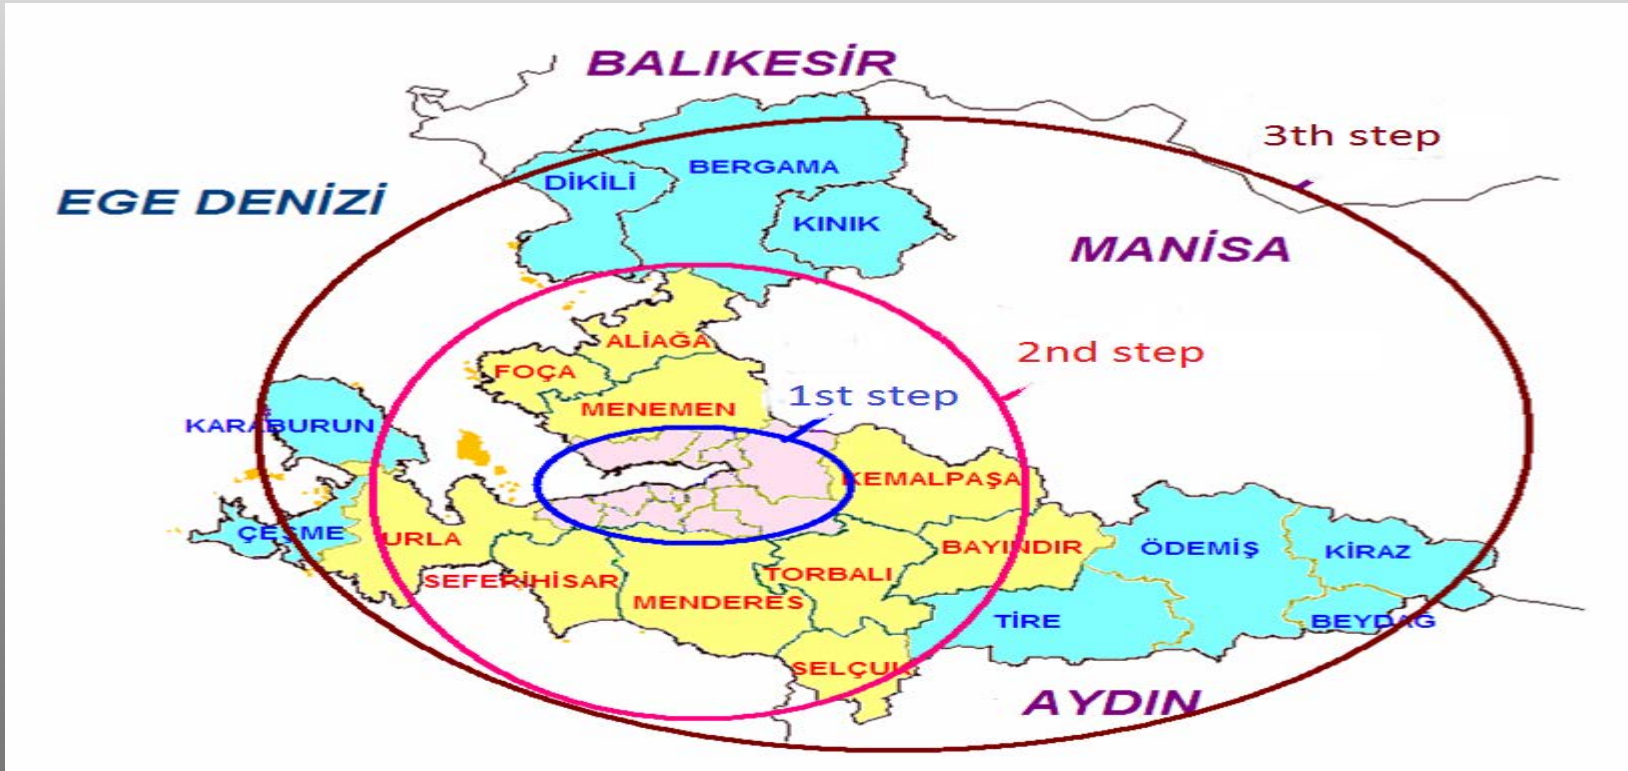 BALIKESİR
3th step
BERGAMA
DİKİLİ
EGE DENİZİ
KINIK
MANİSA
ALİAĞA
2nd step
FOÇA
1st step
MENEMEN
KARABURUN
KEMALPAŞA
ÇEŞME
URLA
BAYINDIR
ÖDEMİŞ
KİRAZ
SEFERİHİSAR
TORBALI
MENDERES
TİRE
BEYDAĞ
SELÇUK
AYDIN